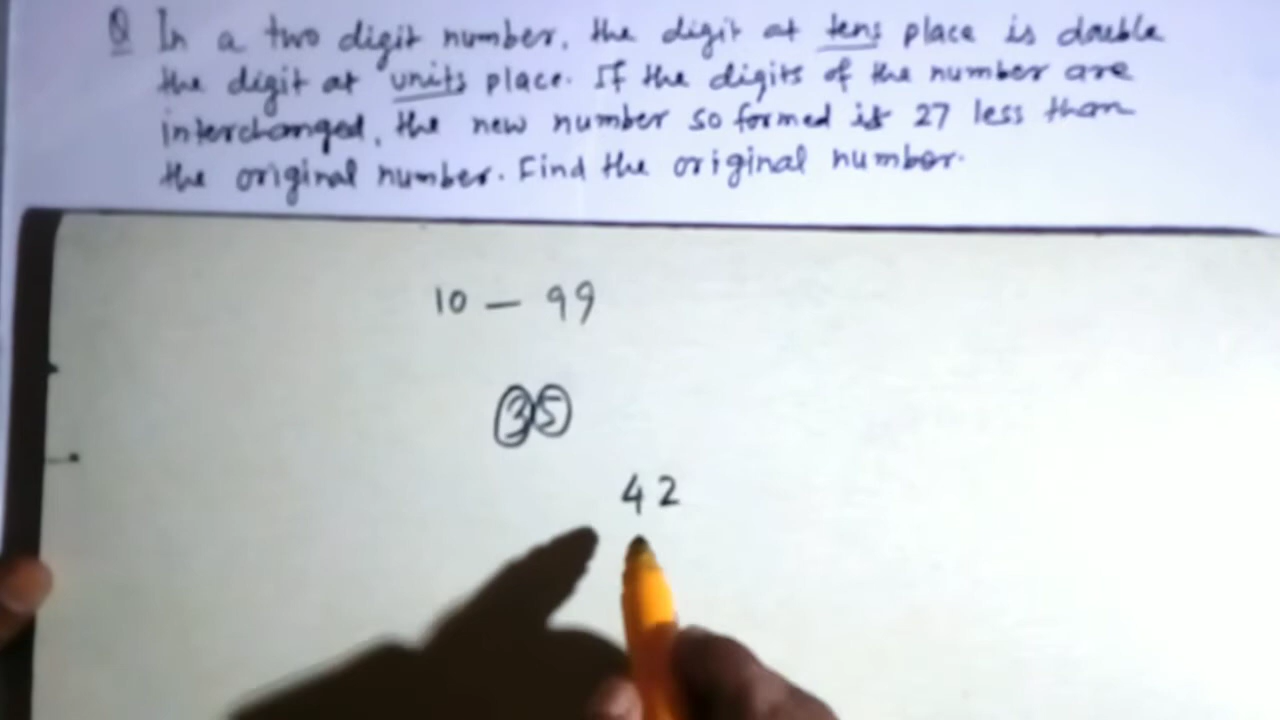 Q In a two digit number, the digit at tens place is double
the digit at units place. If the digits of the number are
interchanged, the new number so formed is 27 less than
the original number. Find the original number.
10 — 99
35
42